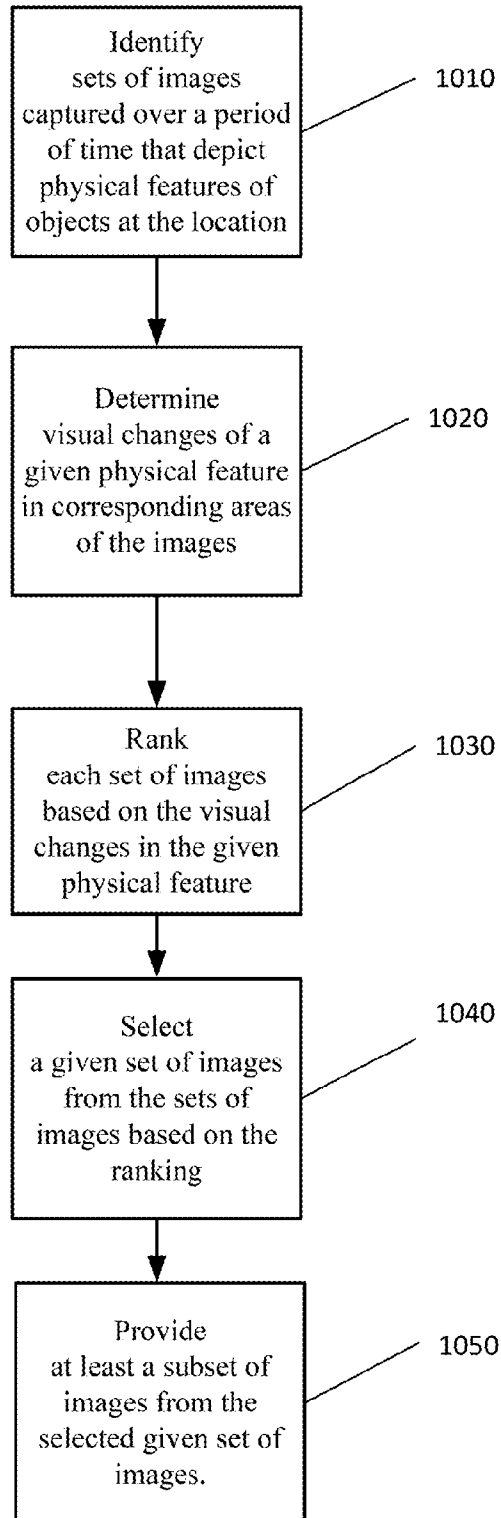 Identify
sets of images
captured over a period
of time that depict
physical features of
objects at the location
1010
Determine
visual changes of a
given physical feature
in corresponding areas
of the images
1020
Rank
each set of images
based on the visual
changes in the given
physical feature
1030
Select
a given set of images
from the sets of
images based on the
ranking
1040
Provide
at least a subset of
images from the
selected given set of
images.
1050